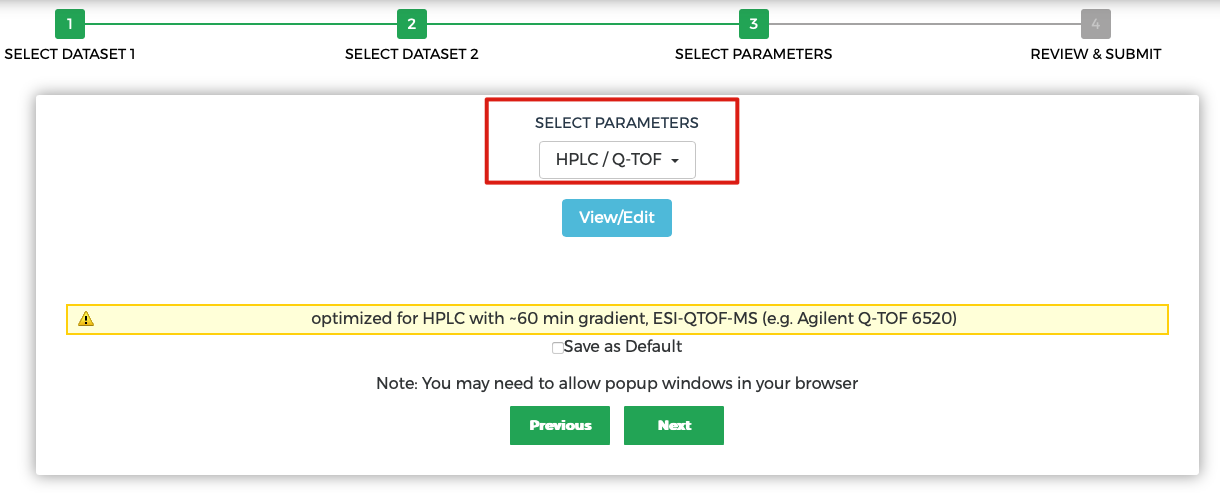 1
2
3
4
SELECT DATASET 1
SELECT DATASET 2
SELECT PARAMETERS
REVIEW & SUBMIT
SELECT PARAMETERS
HPLC / Q-TOF
View/Edit
optimized for HPLC with ~60 min gradient, ESI-QTOF-MS (e.g. Agilent Q-TOF 6520)
Save as Default
Note: You may need to allow popup windows in your browser
Previous
Next